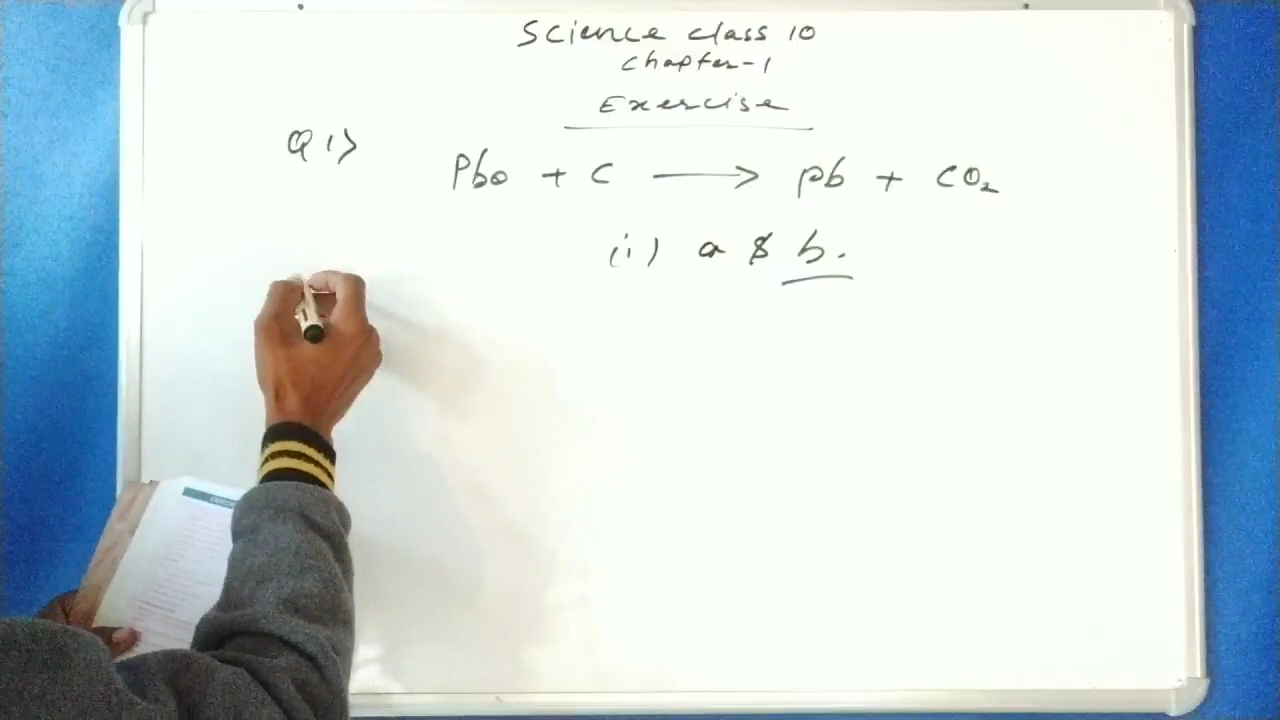 Science class 10
Chapter-1
Exercise
Q1>
Pbo + C ⟶ pb + CO₂
(i) a & b.